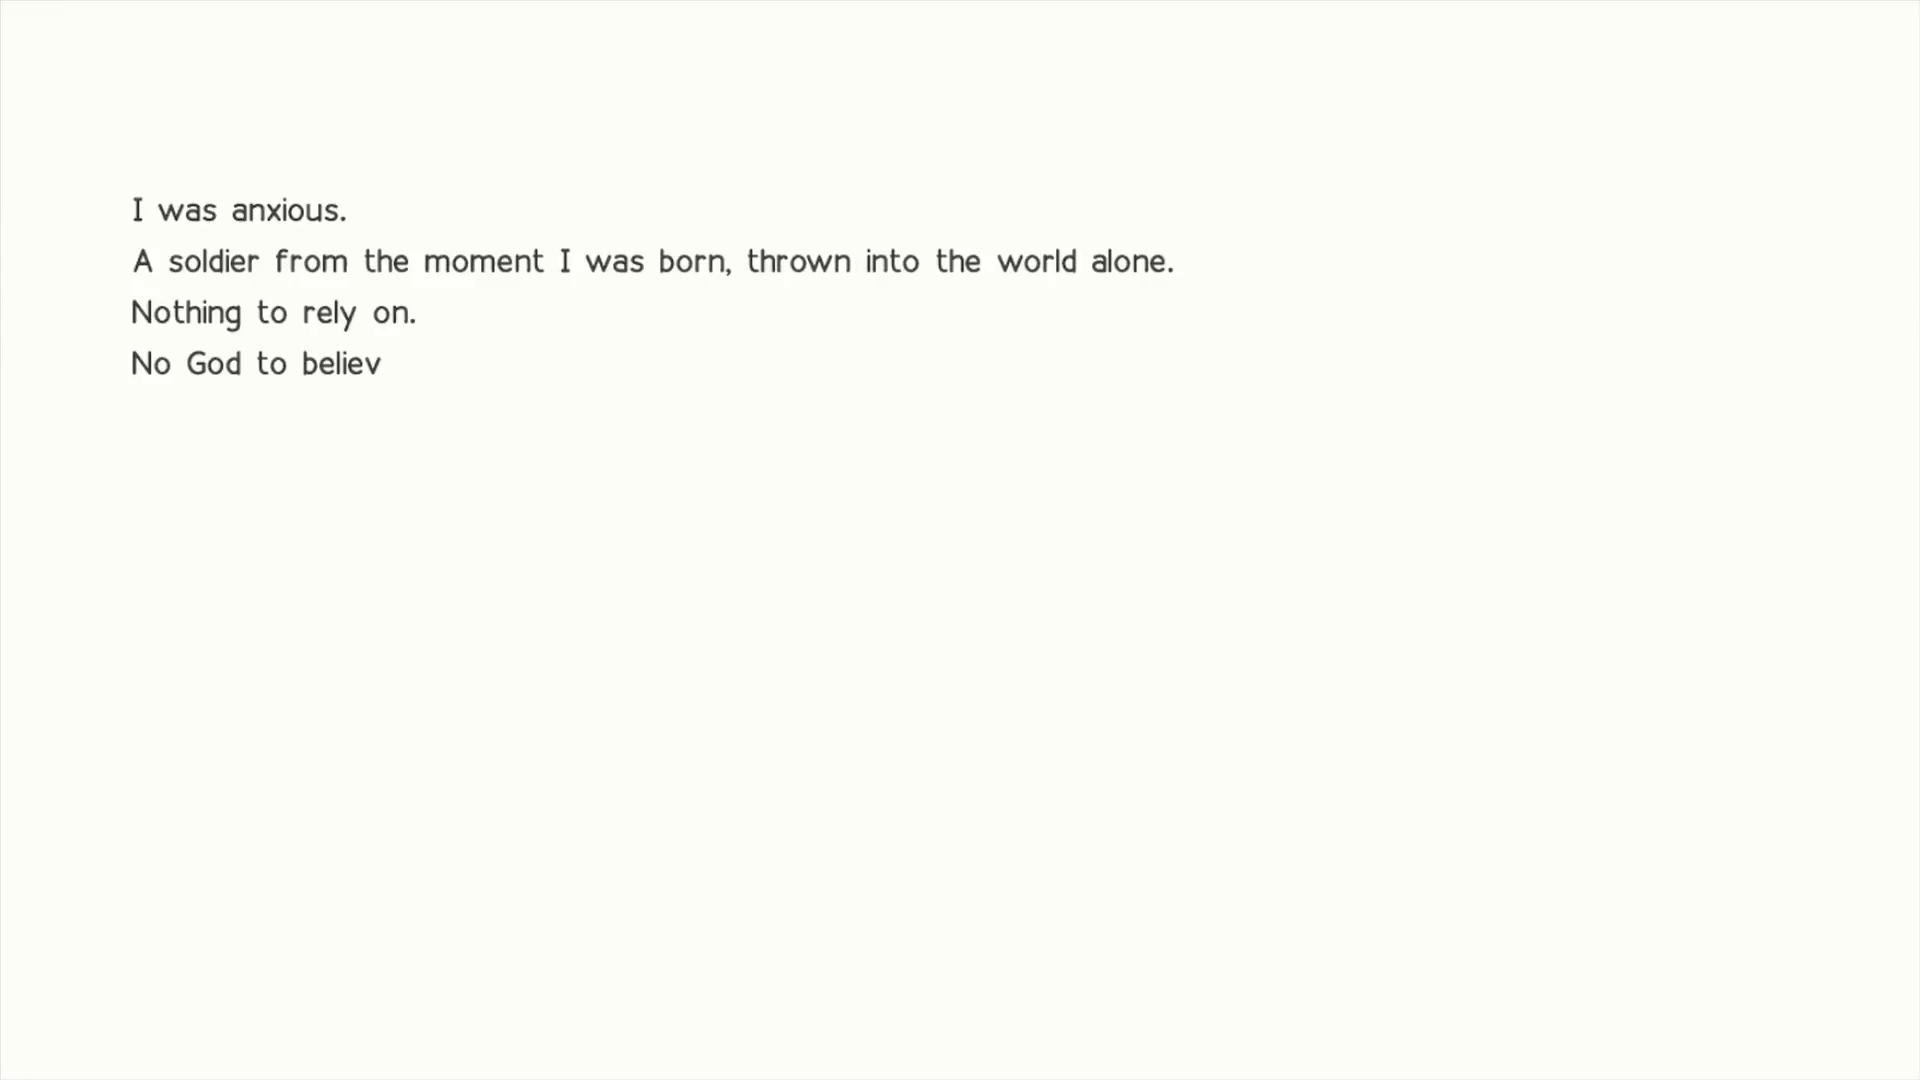 I was anxious.
A soldier from the moment I was born, thrown into the world alone.
Nothing to rely on.
No God to believ